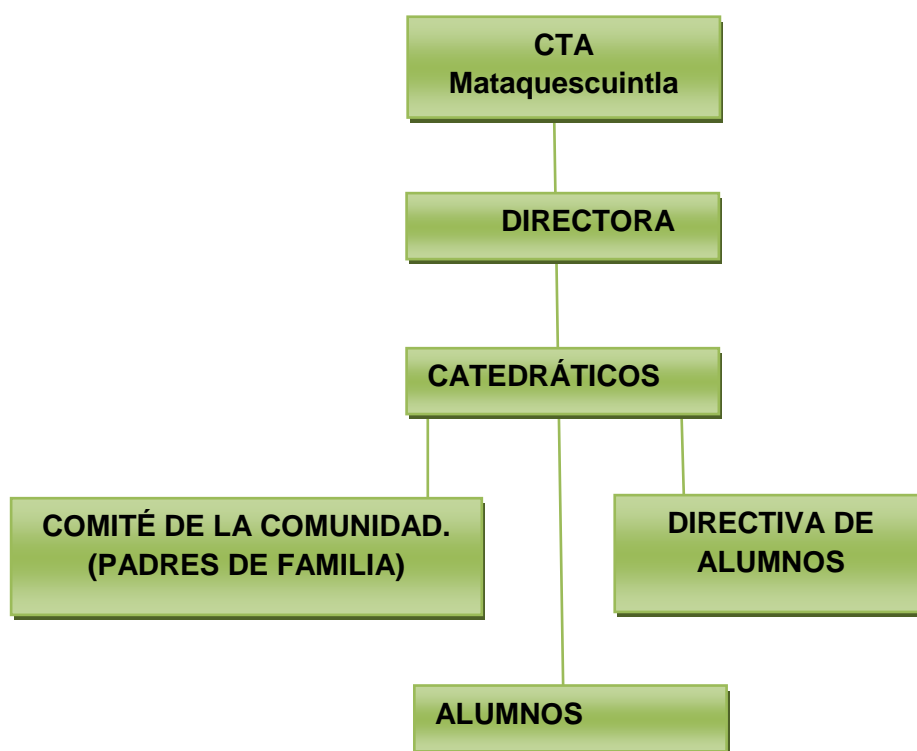 CTA
Mataquescuintla
DIRECTORA
CATEDRÁTICOS
COMITÉ DE LA COMUNIDAD.
(PADRES DE FAMILIA)
DIRECTIVA DE
ALUMNOS
ALUMNOS